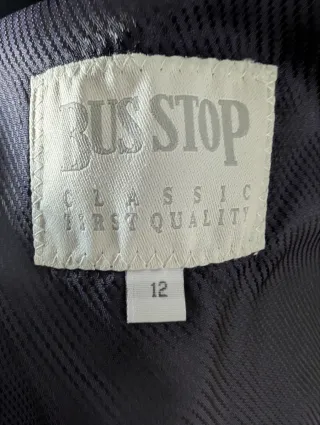 BUS STOP
CLASSIC
FIRST QUALITY
12